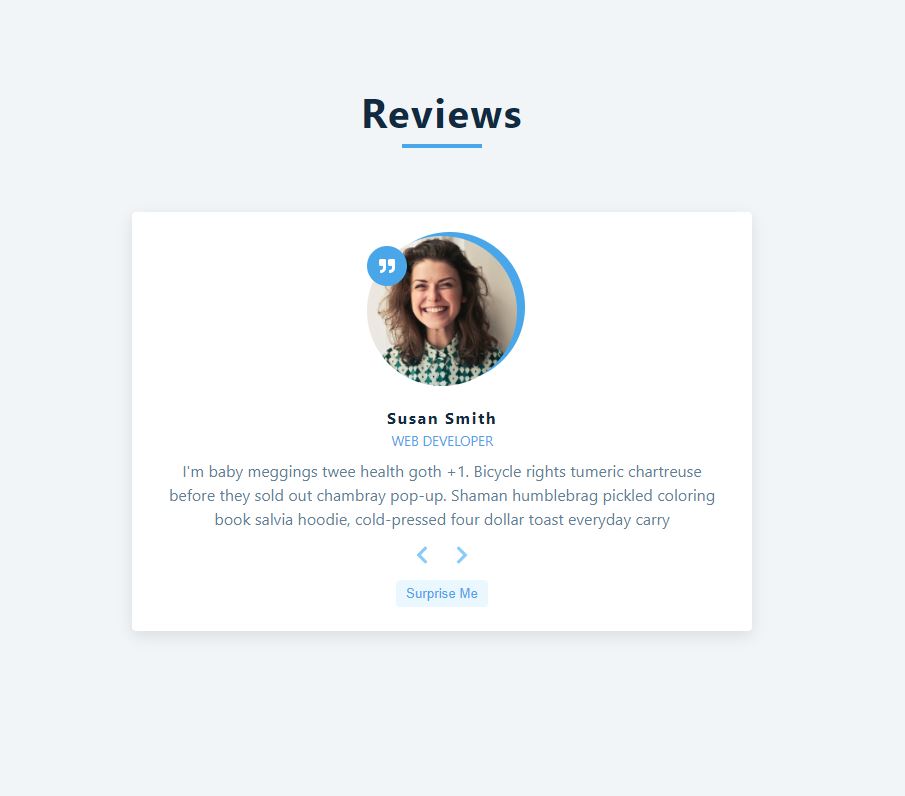 Reviews
Susan Smith
WEB DEVELOPER
I'm baby meggings twee health goth +1. Bicycle rights tumeric chartreuse
before they sold out chambray pop-up. Shaman humblebrag pickled coloring
book salvia hoodie, cold-pressed four dollar toast everyday carry
Surprise Me